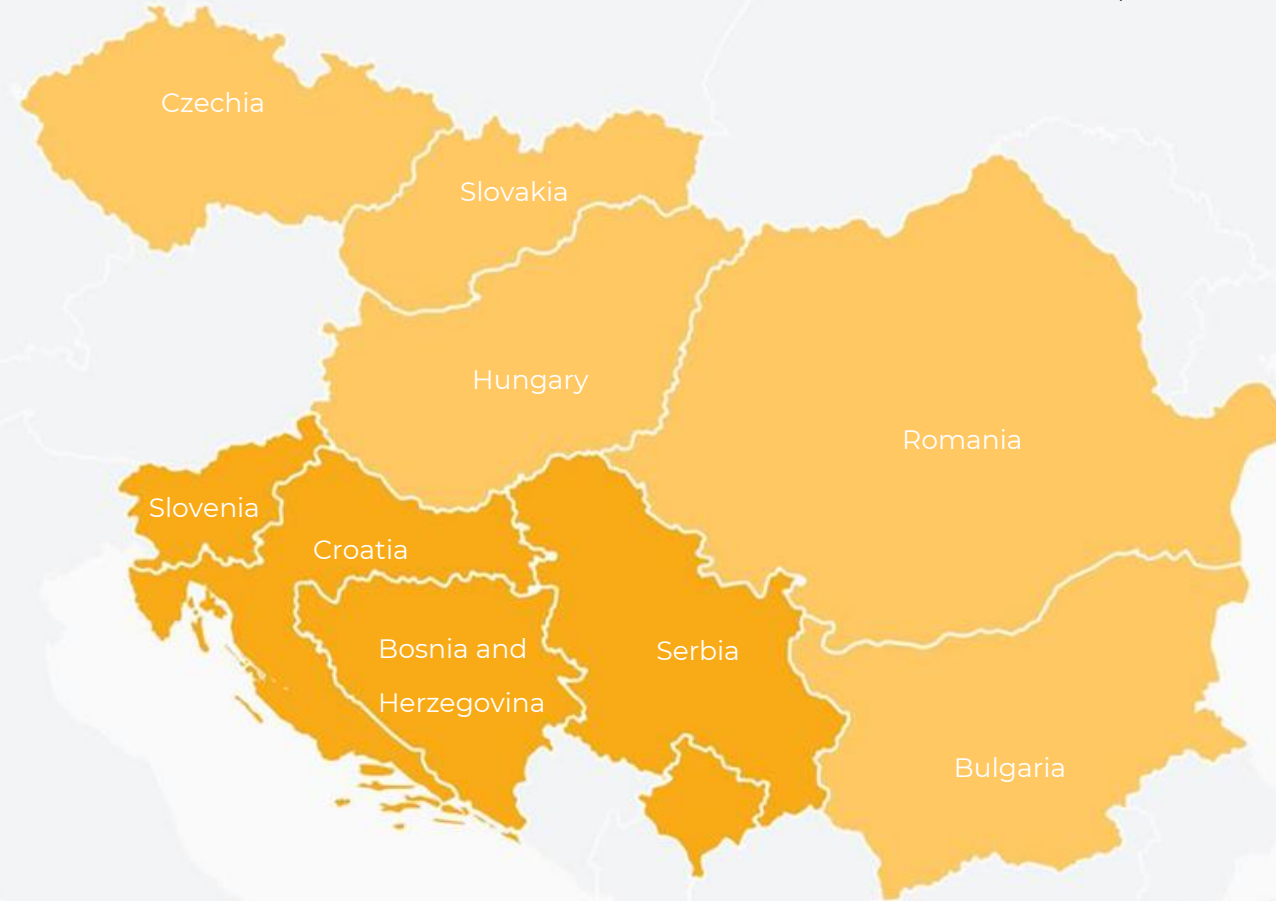 Czechia
Slovakia
Hungary
Romania
Slovenia
Croatia
Bosnia and
Herzegovina
Serbia
Bulgaria